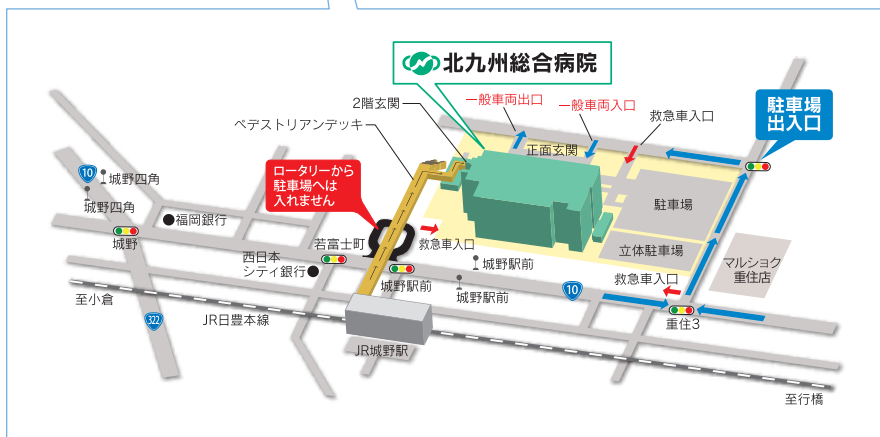 北九州総合病院
一般車両出口
一般車両入口
2階玄関
救急車入口
駐車場
出入口
ペデストリアンデッキ
正面玄関
ロータリーから
駐車場へは
入れません
10
城野四角
城野四角
駐車場
福岡銀行
城野
若富士町
救急車入口
立体駐車場
西日本
シティ銀行
城野駅前
マルショク
重住店
城野駅前
城野駅前
救急車入口
10
至小倉
322
JR日豊本線
重住3
JR城野駅
至行橋